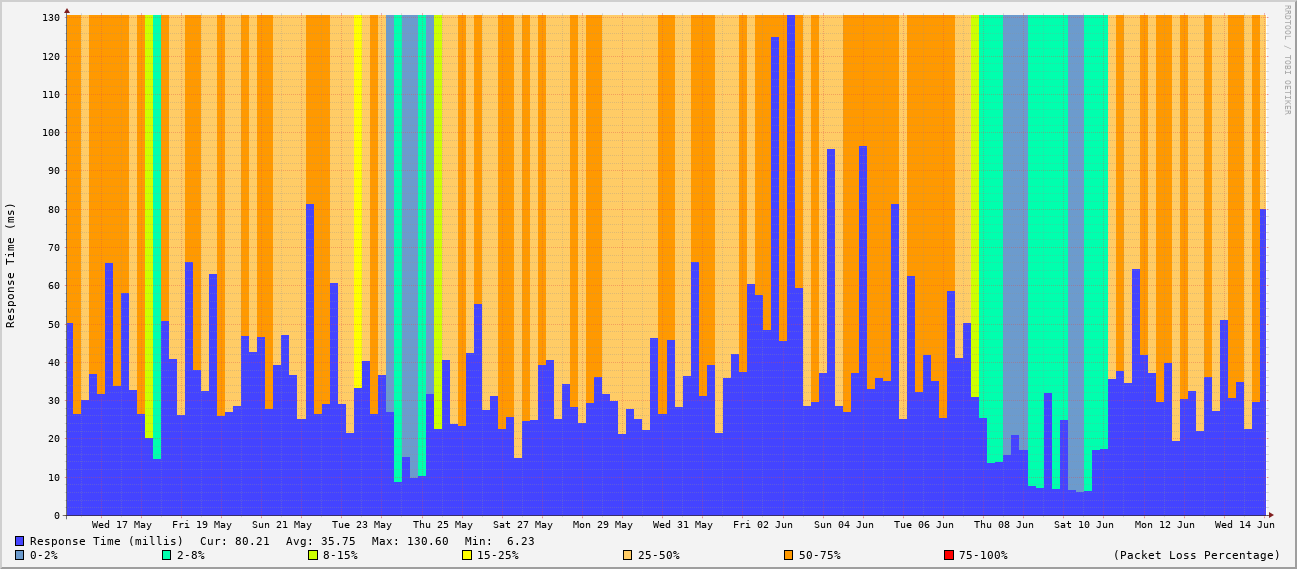 RRDTOOL / TOBI OETIKER
Response Time (ms)
130
120
110
100
90
80
70
60
50
40
30
20
10
0
Wed 17 May Fri 19 May Sun 21 May Tue 23 May Thu 25 May Sat 27 May Mon 29 May Wed 31 May Fri 02 Jun Sun 04 Jun Tue 06 Jun Thu 08 Jun Sat 10 Jun Mon 12 Jun Wed 14 Jun
Response Time (millis) Cur: 80.21 Avg: 35.75 Max: 130.60 Min: 6.23
0-2% 2-8% 8-15% 15-25% 25-50% 50-75% 75-100% (Packet Loss Percentage)